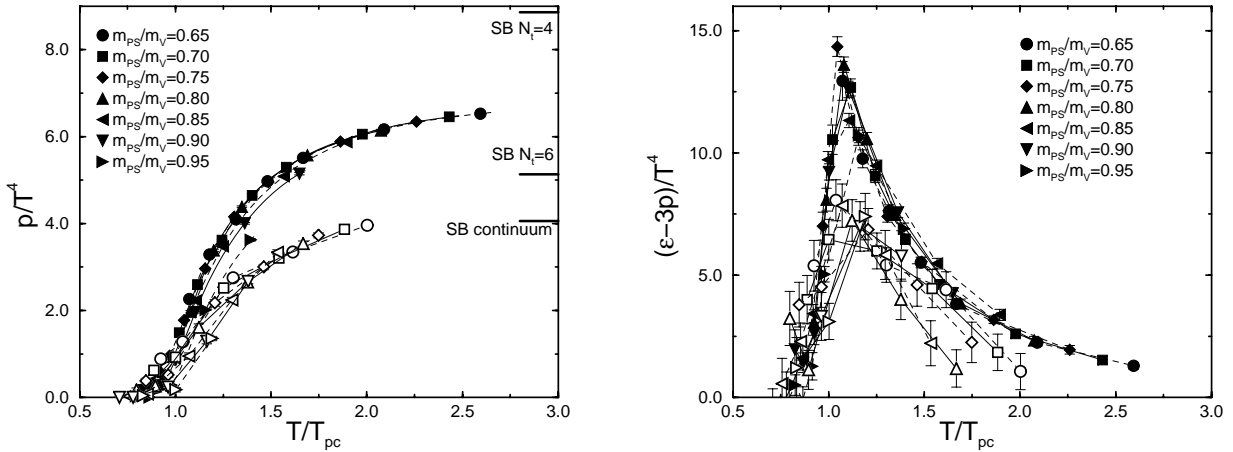 SB Nₜ=4
8.0
m_PS/m_V=0.65
m_PS/m_V=0.70
m_PS/m_V=0.75
m_PS/m_V=0.80
m_PS/m_V=0.85
m_PS/m_V=0.90
m_PS/m_V=0.95
6.0
SB Nₜ=6
4.0
SB continuum
2.0
0.0
p/T⁴
0.5 1.0 1.5 2.0 2.5 3.0
T/T_pc
15.0
m_PS/m_V=0.65
m_PS/m_V=0.70
m_PS/m_V=0.75
m_PS/m_V=0.80
m_PS/m_V=0.85
m_PS/m_V=0.90
m_PS/m_V=0.95
10.0
5.0
0.0
(ε−3p)/T⁴
0.5 1.0 1.5 2.0 2.5 3.0
T/T_pc